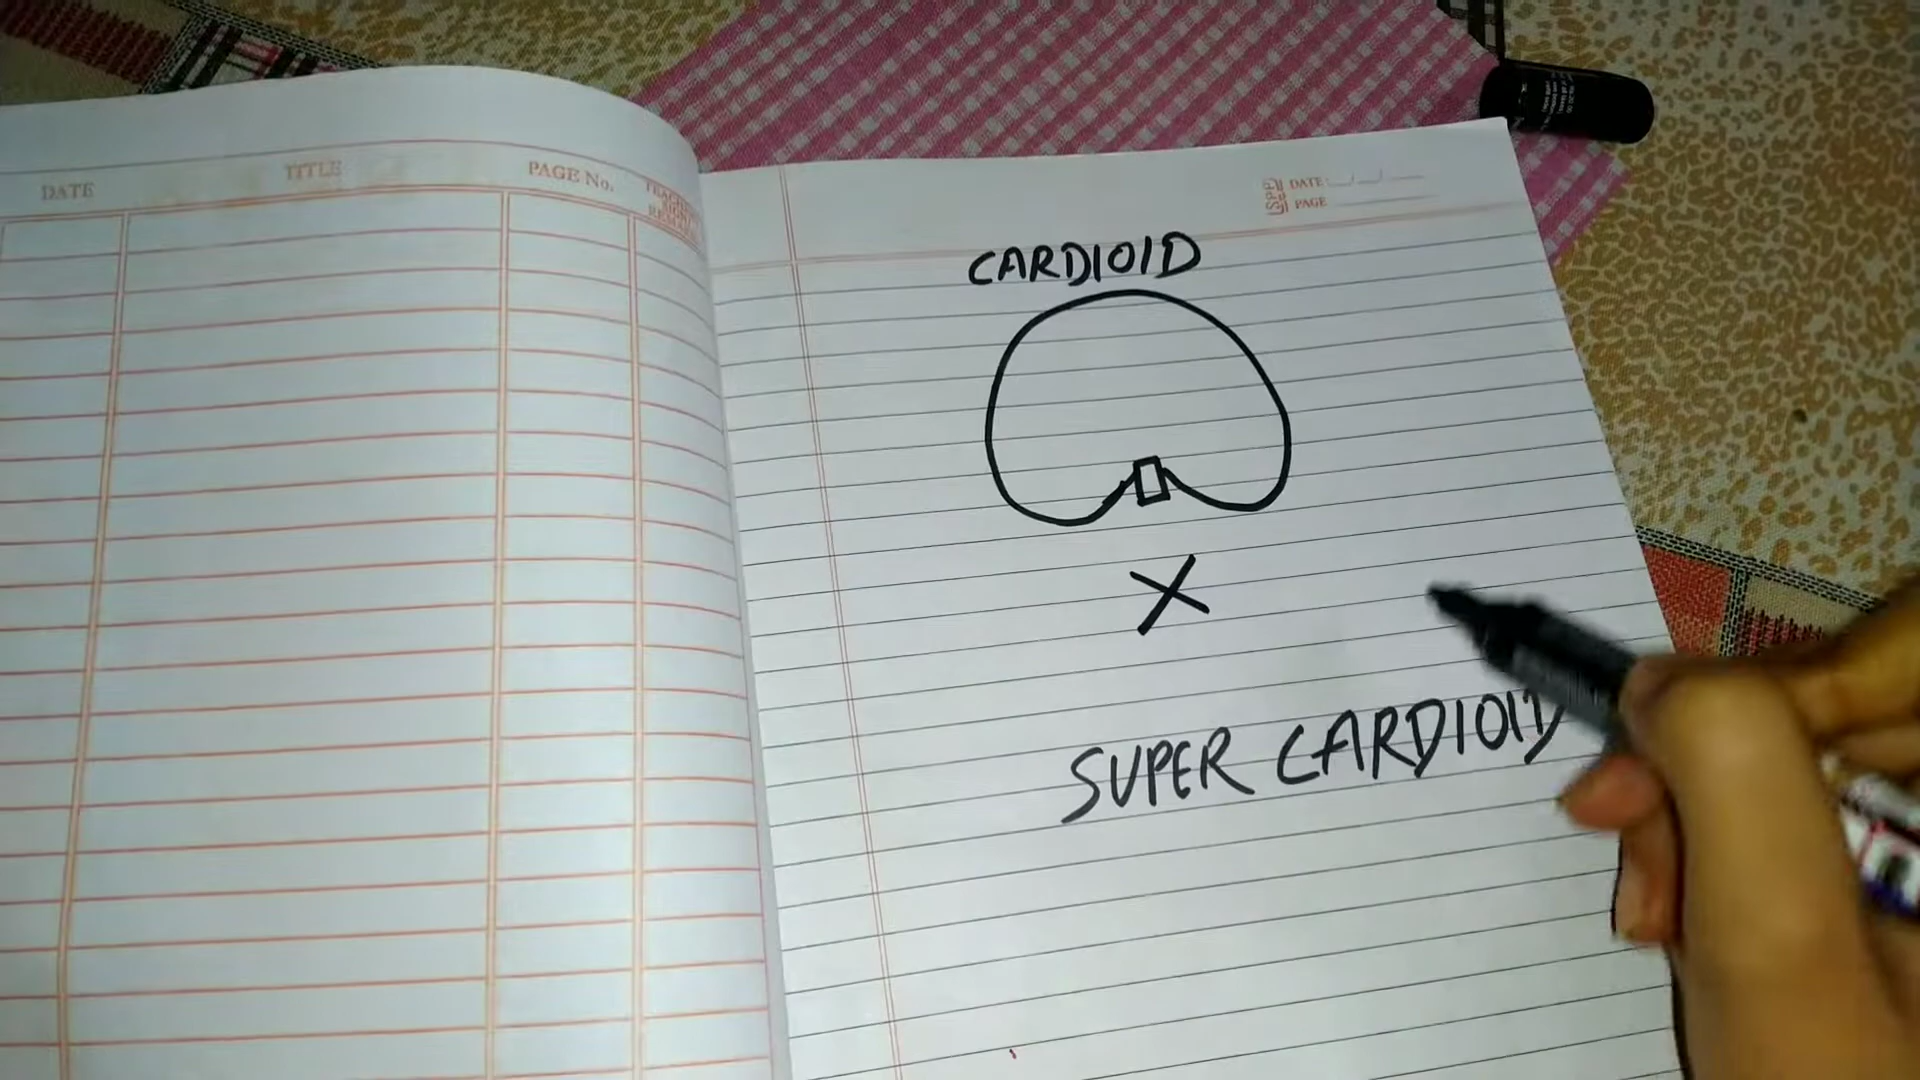 DATE
TITLE
PAGE No.
DATE:
PAGE
CARDIOID
X
SUPER CARDIOID